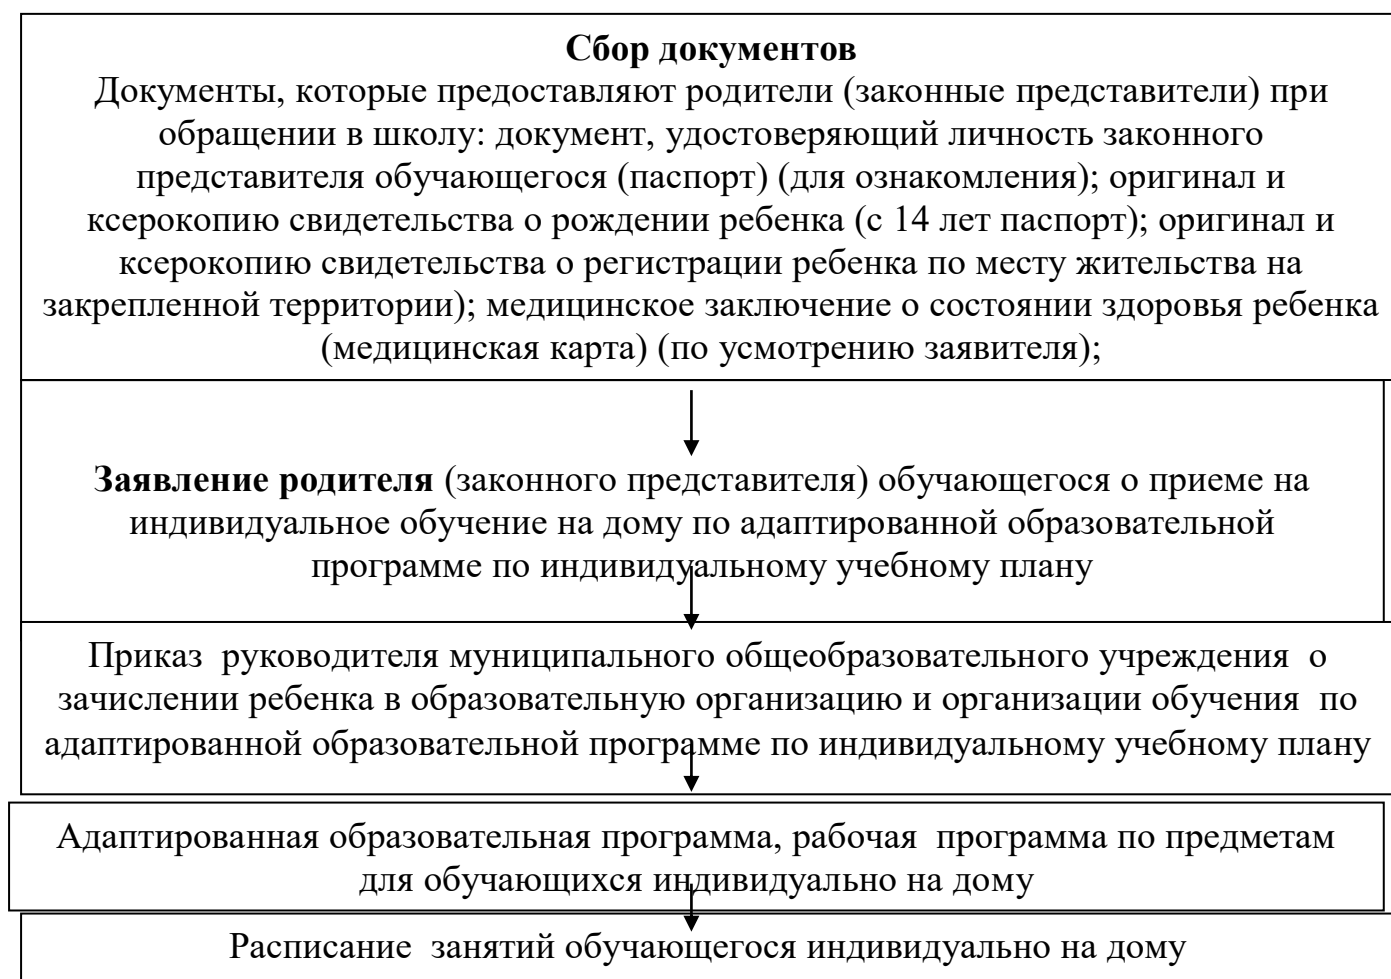 Сбор документов
Документы, которые предоставляют родители (законные представители) при
обращении в школу: документ, удостоверяющий личность законного
представителя обучающегося (паспорт) (для ознакомления); оригинал и
ксерокопию свидетельства о рождении ребенка (с 14 лет паспорт); оригинал и
ксерокопию свидетельства о регистрации ребенка по месту жительства на
закрепленной территории); медицинское заключение о состоянии здоровья ребенка
(медицинская карта) (по усмотрению заявителя);
Заявление родителя (законного представителя) обучающегося о приеме на
индивидуальное обучение на дому по адаптированной образовательной
программе по индивидуальному учебному плану
Приказ руководителя муниципального общеобразовательного учреждения о
зачислении ребенка в образовательную организацию и организации обучения по
адаптированной образовательной программе по индивидуальному учебному плану
Адаптированная образовательная программа, рабочая программа по предметам
для обучающихся индивидуально на дому
Расписание занятий обучающегося индивидуально на дому